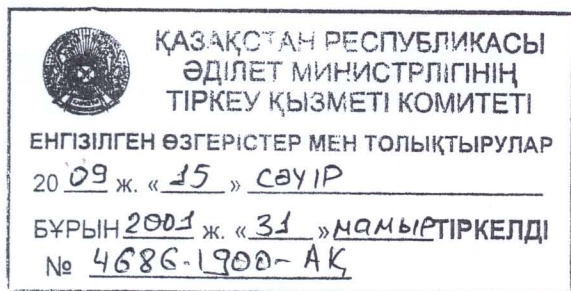 ҚАЗАҚСТАН РЕСПУБЛИКАСЫ
ӘДІЛЕТ МИНИСТРЛІГІНІҢ
ТІРКЕУ ҚЫЗМЕТІ КОМИТЕТІ
ЕНГІЗІЛГЕН ӨЗГЕРІСТЕР МЕН ТОЛЫҚТЫРУЛАР
20 09 ж. « 15 » сәуір
БҰРЫН 2001 ж. « 31 » мамыр ТІРКЕЛДІ
№ 4686-1900-АҚ